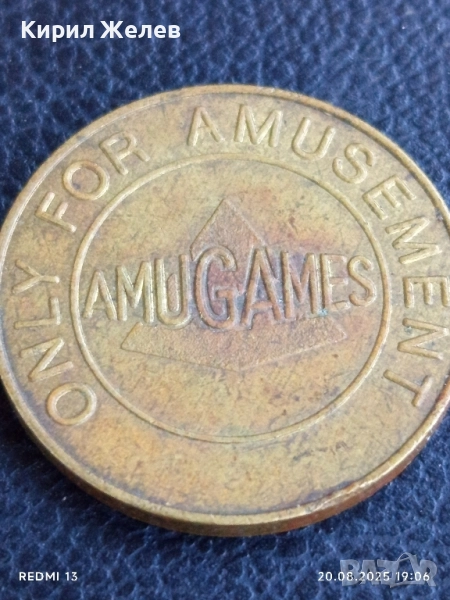 Кирил Желев
ONLY FOR AMUSEMENT
AMUGAMES
REDMI 13
20.08.2025 19:06